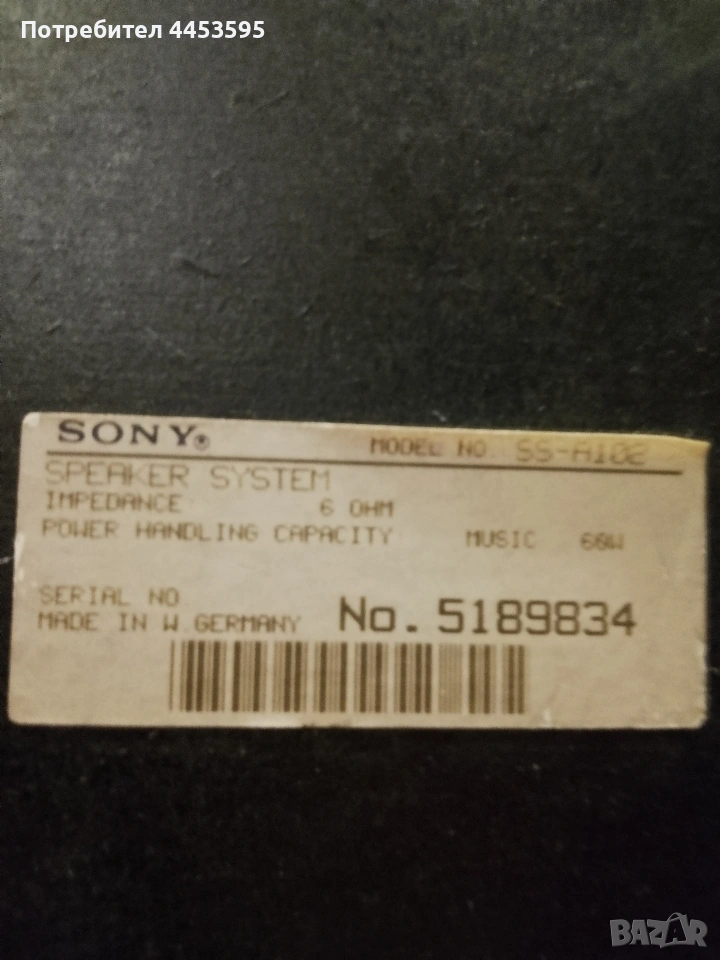 Потребител 4453595
SONY®
MODEL NO. SS-A102
SPEAKER SYSTEM
IMPEDANCE 6 OHM
POWER HANDLING CAPACITY MUSIC 60W
SERIAL NO
MADE IN W.GERMANY No. 5189834
BAZAR